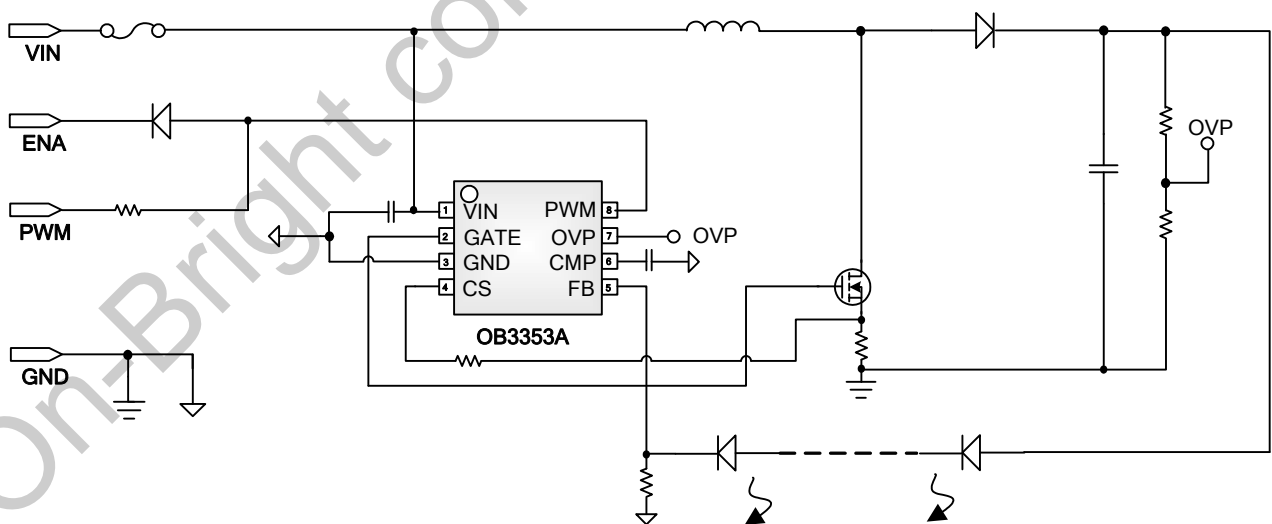 VIN
ENA
PWM
GND
1 VIN
2 GATE
3 GND
4 CS
PWM 8
OVP 7
CMP 6
FB 5
OVP
OB3353A
OVP
On-Bright co